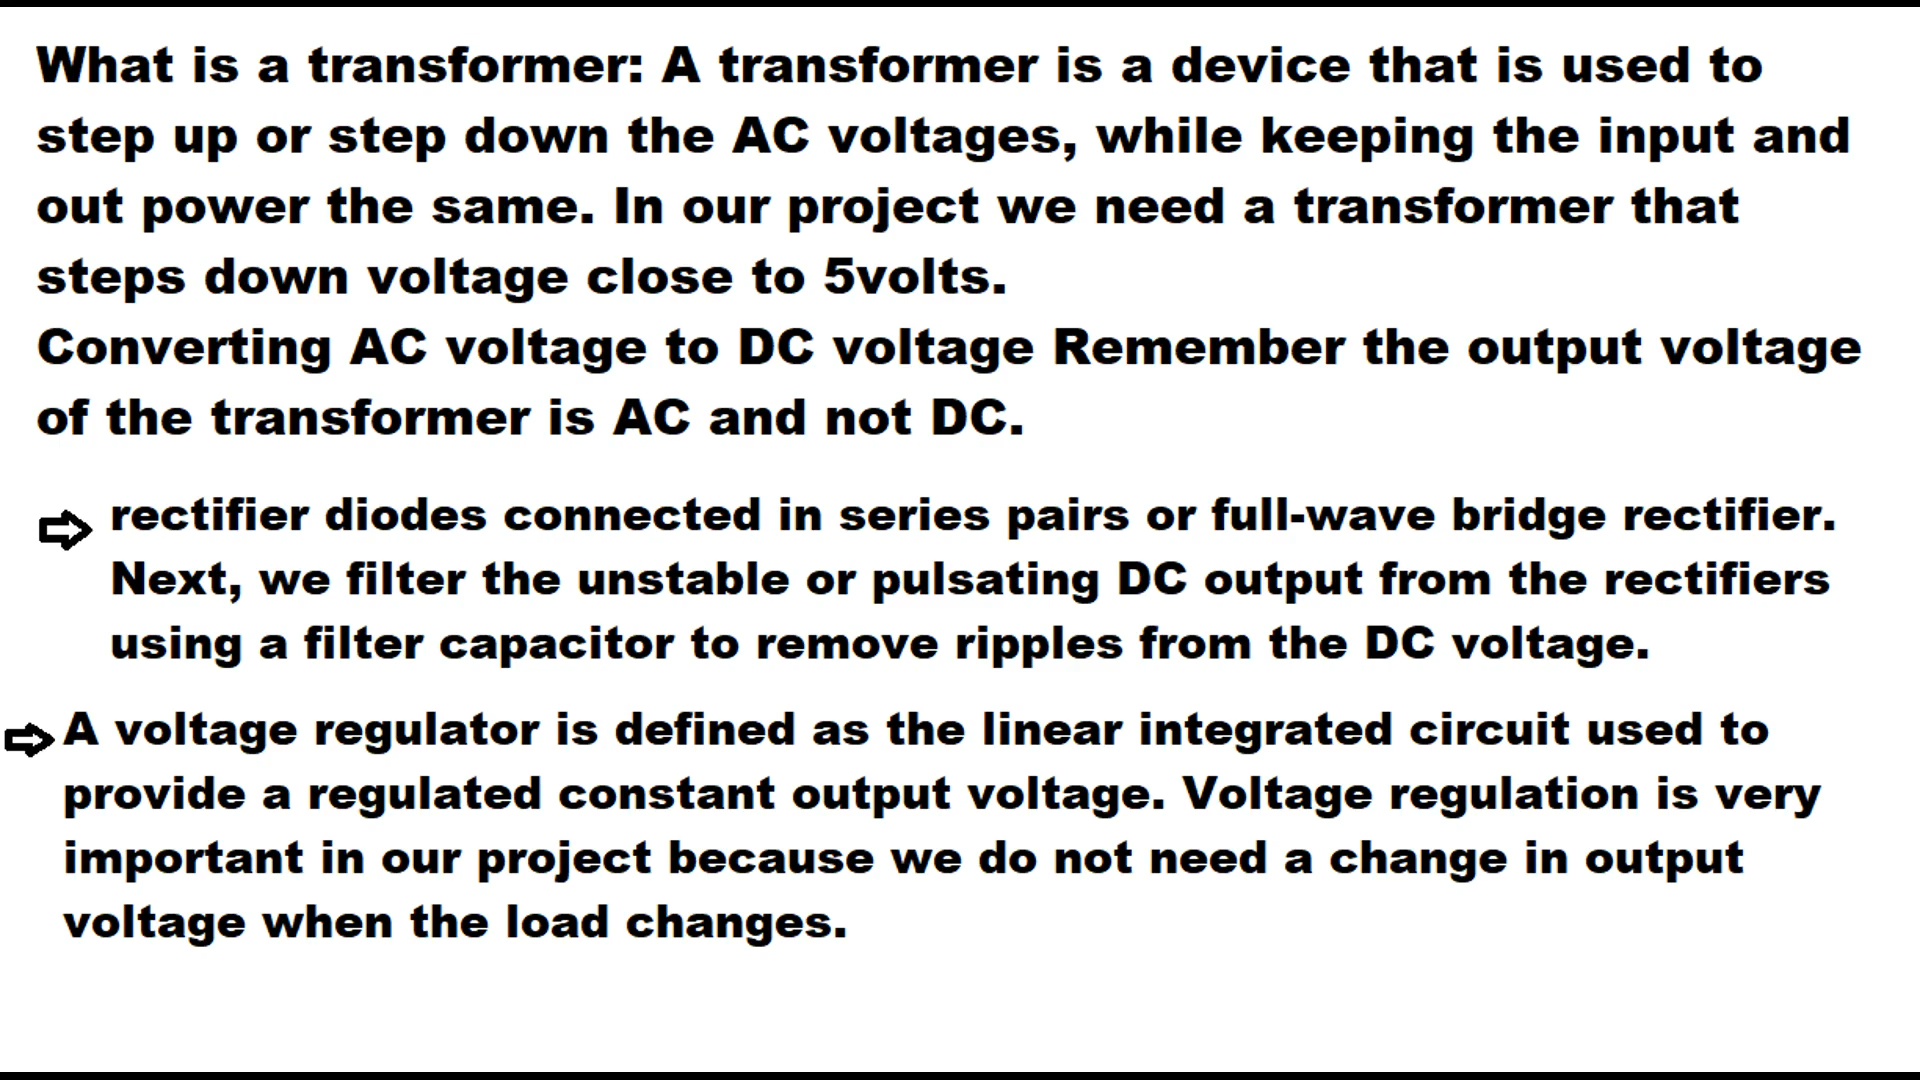 What is a transformer: A transformer is a device that is used to
step up or step down the AC voltages, while keeping the input and
out power the same. In our project we need a transformer that
steps down voltage close to 5volts.
Converting AC voltage to DC voltage Remember the output voltage
of the transformer is AC and not DC.
rectifier diodes connected in series pairs or full-wave bridge rectifier.
Next, we filter the unstable or pulsating DC output from the rectifiers
using a filter capacitor to remove ripples from the DC voltage.
A voltage regulator is defined as the linear integrated circuit used to
provide a regulated constant output voltage. Voltage regulation is very
important in our project because we do not need a change in output
voltage when the load changes.